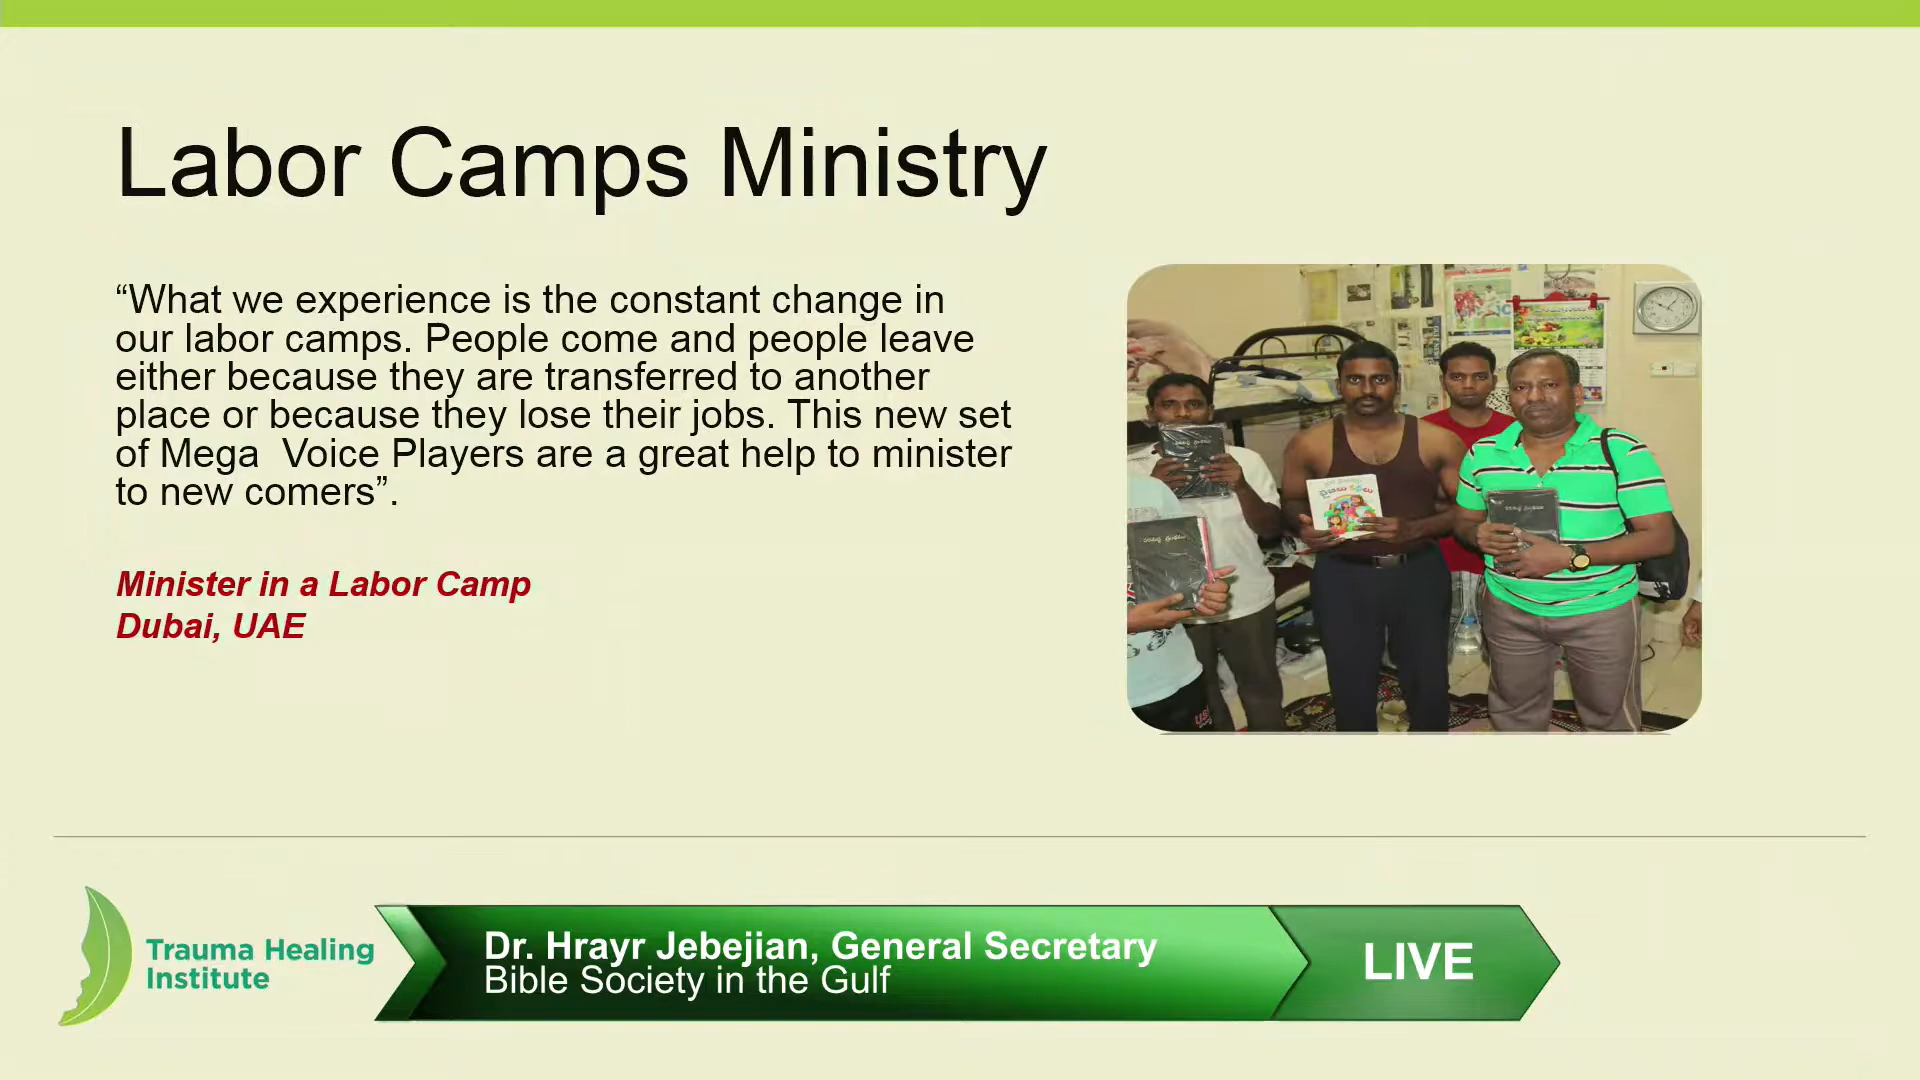 Labor Camps Ministry
“What we experience is the constant change in
our labor camps. People come and people leave
either because they are transferred to another
place or because they lose their jobs. This new set
of Mega  Voice Players are a great help to minister
to new comers”.
Minister in a Labor Camp
Dubai, UAE
Trauma Healing
Institute
Dr. Hrayr Jebejian, General Secretary
Bible Society in the Gulf
LIVE